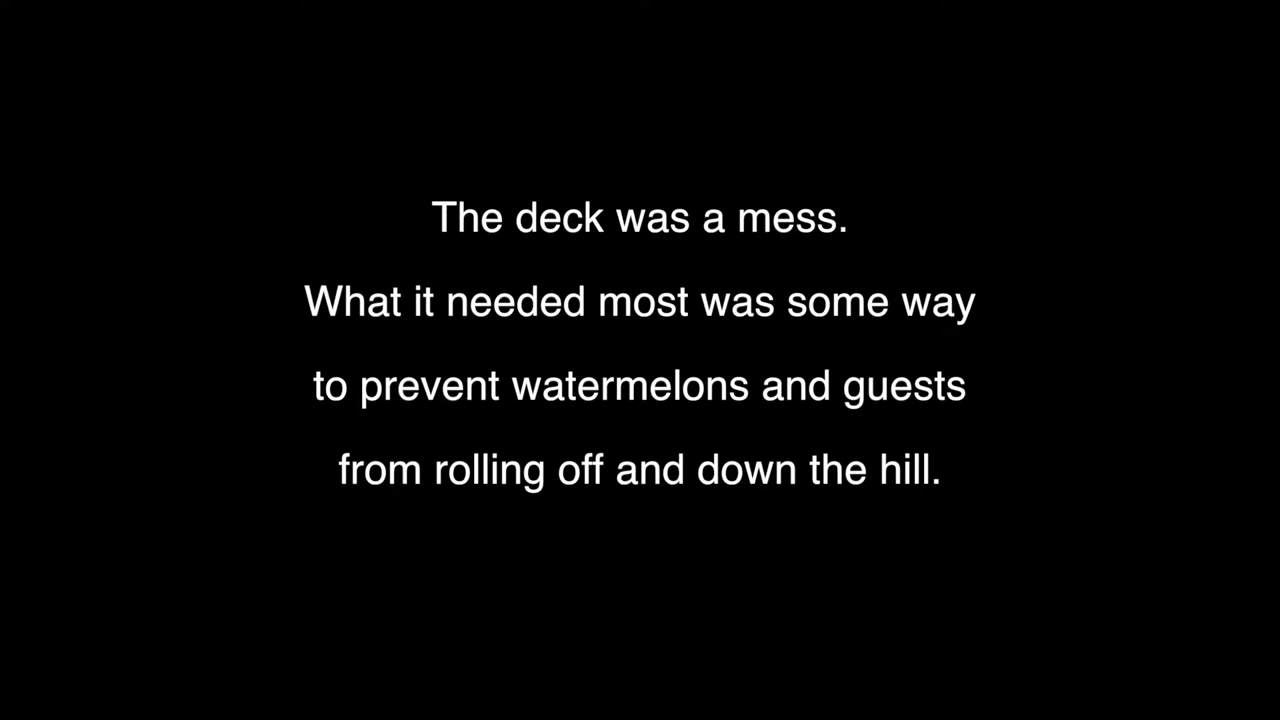 The deck was a mess.
What it needed most was some way
to prevent watermelons and guests
from rolling off and down the hill.